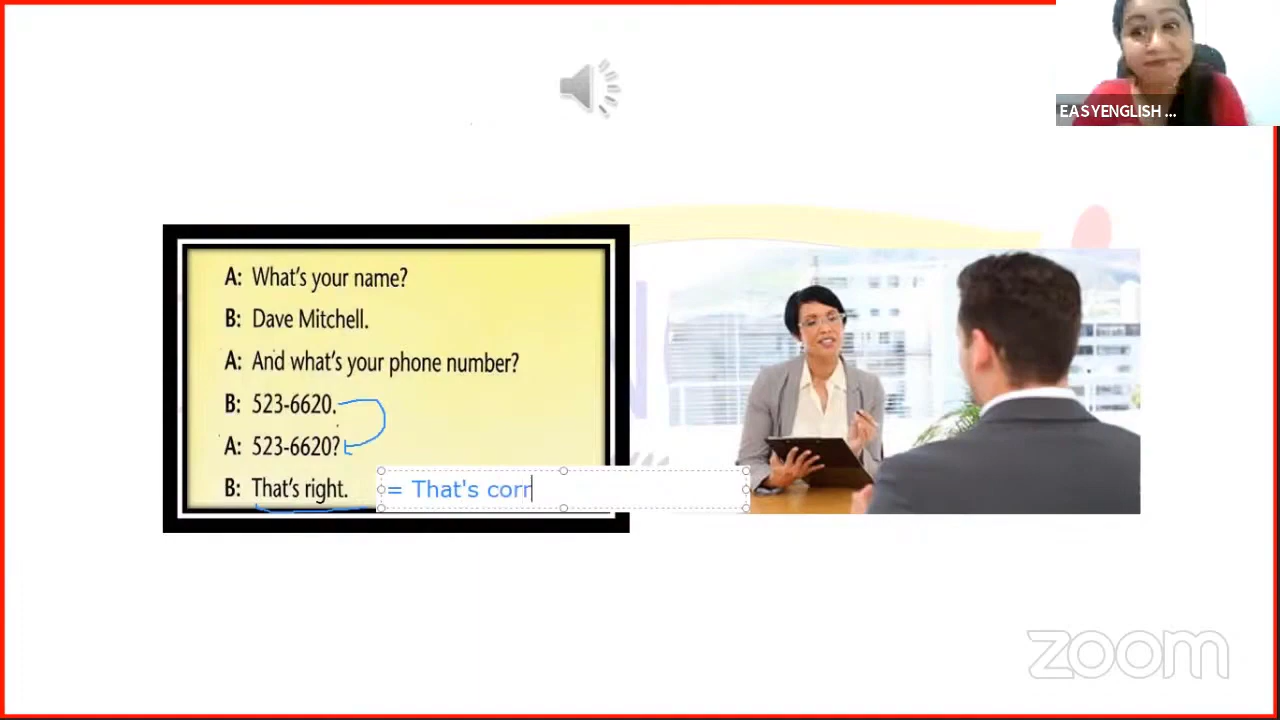 EASYENGLISH ...
A: What's your name?
B: Dave Mitchell.
A: And what's your phone number?
B: 523-6620.
A: 523-6620?
B: That's right. = That's corr
zoom